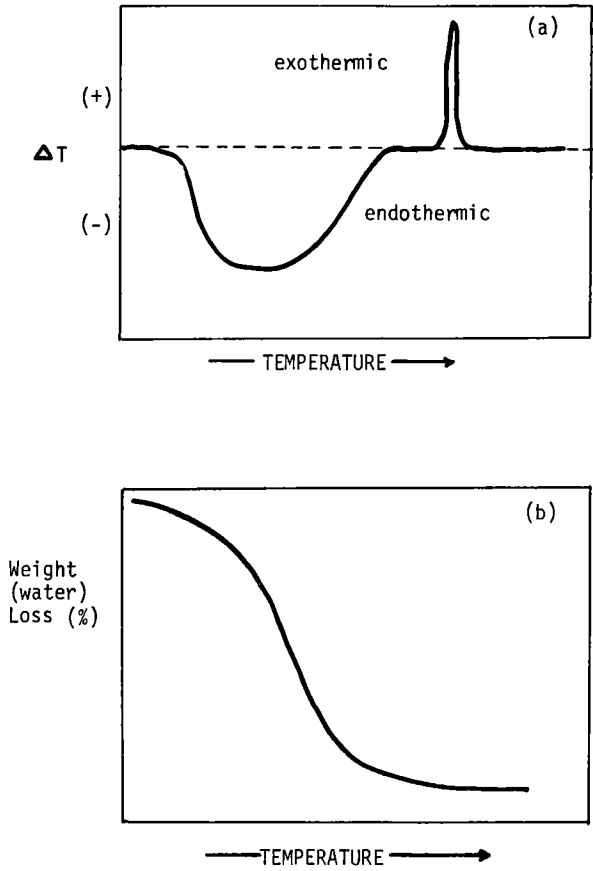 (a)
exothermic
(+)
ΔT
(-)
endothermic
TEMPERATURE
(b)
Weight
(water)
Loss (%)
TEMPERATURE